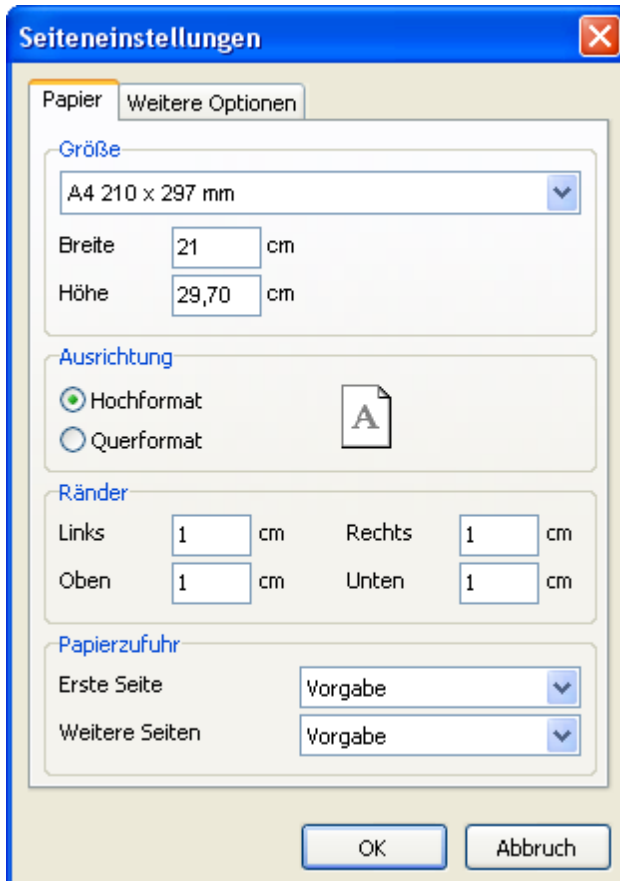 Seiteneinstellungen
Papier Weitere Optionen
Größe
A4 210 x 297 mm
Breite 21 cm
Höhe 29,70 cm
Ausrichtung
Hochformat
A
Querformat
Ränder
Links 1 cm Rechts 1 cm
Oben 1 cm Unten 1 cm
Papierzufuhr
Erste Seite Vorgabe
Weitere Seiten Vorgabe
OK Abbruch